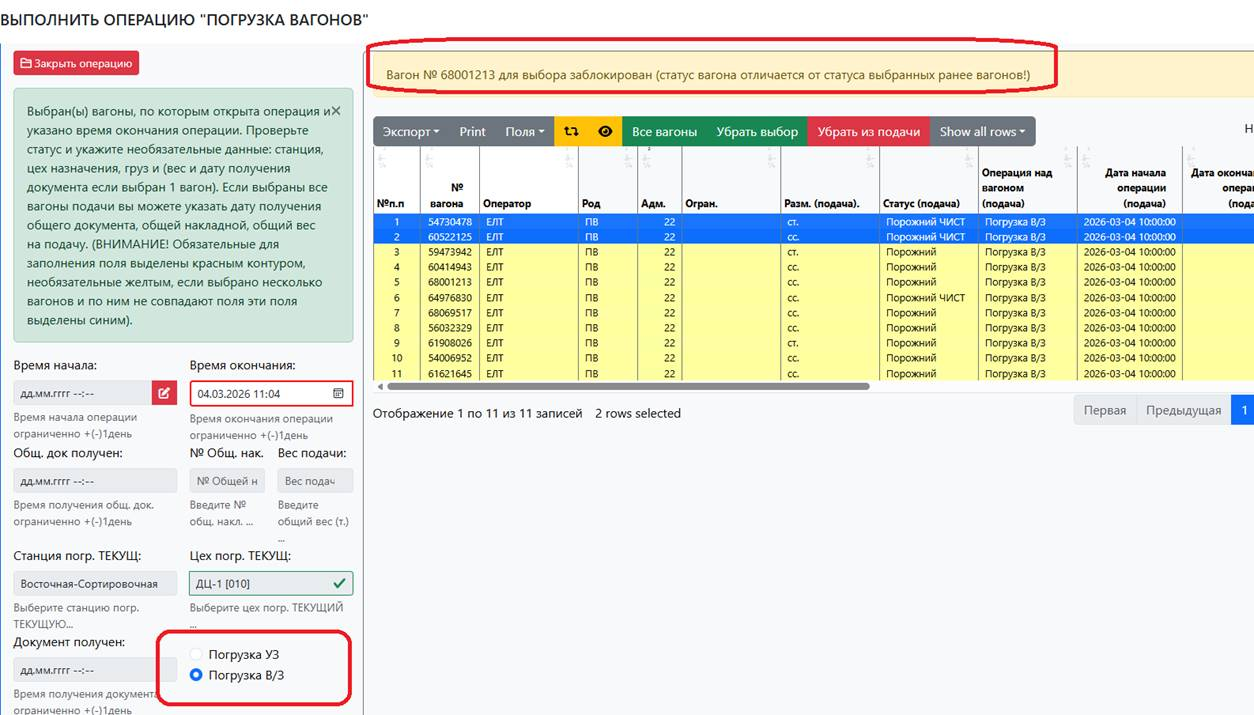 ВЫПОЛНИТЬ ОПЕРАЦИЮ "ПОГРУЗКА ВАГОНОВ"
Закрыть операцию
Выбран(ы) вагоны, по которым открыта операция и
указано время окончания операции. Проверьте
статус и укажите необязательные данные: станция,
цех назначения, груз и (вес и дату получения
документа если выбран 1 вагон). Если выбраны все
вагоны подачи вы можете указать дату получения
общего документа, общей накладной, общий вес
на подачу. (ВНИМАНИЕ! Обязательные для
заполнения поля выделены красным контуром,
необязательные желтым, если выбрано несколько
вагонов и по ним не совпадают поля эти поля
выделены синим).
Время начала: Время окончания:
дд.мм.гггг --:-- 04.03.2026 11:04
Время начала операции
ограниченно +(-)1день
Время окончания операции
ограниченно +(-)1день
Общ. док получен: № Общ. нак. Вес подачи:
дд.мм.гггг --:-- № Общей н Вес подач
Время получения общ. док.
ограниченно +(-)1день
Введите №
общ. накл. ...
Введите
общий вес (т.)
...
Станция погр. ТЕКУЩ: Цех погр. ТЕКУЩ:
Восточная-Сортировочная ДЦ-1 [010]
Выберите станцию погр.
ТЕКУЩУЮ...
Выберите цех погр. ТЕКУЩИЙ
...
Документ получен:
дд.мм.гггг --:--
Время получения документа
ограниченно +(-)1день
Погрузка УЗ
Погрузка В/З
Вагон № 68001213 для выбора заблокирован (статус вагона отличается от статуса выбранных ранее вагонов!)
Экспорт Print Поля Все вагоны Убрать выбор Убрать из подачи Show all rows
Н
№п.п № вагона Оператор Род Адм. Огран. Разм. (подача). Статус (подача) Операция над вагоном (подача) Дата начала операции (подача) Дата оконча опера (пода
1 54730478 ЕЛТ ПВ 22 ст. Порожний ЧИСТ Погрузка В/З 2026-03-04 10:00:00
2 60522125 ЕЛТ ПВ 22 сс. Порожний ЧИСТ Погрузка В/З 2026-03-04 10:00:00
3 59473942 ЕЛТ ПВ 22 ст. Порожний Погрузка В/З 2026-03-04 10:00:00
4 60414943 ЕЛТ ПВ 22 сс. Порожний Погрузка В/З 2026-03-04 10:00:00
5 68001213 ЕЛТ ПВ 22 сс. Порожний Погрузка В/З 2026-03-04 10:00:00
6 64976830 ЕЛТ ПВ 22 сс. Порожний ЧИСТ Погрузка В/З 2026-03-04 10:00:00
7 68069517 ЕЛТ ПВ 22 сс. Порожний Погрузка В/З 2026-03-04 10:00:00
8 56032329 ЕЛТ ПВ 22 сс. Порожний Погрузка В/З 2026-03-04 10:00:00
9 61908026 ЕЛТ ПВ 22 ст. Порожний Погрузка В/З 2026-03-04 10:00:00
10 54006952 ЕЛТ ПВ 22 сс. Порожний Погрузка В/З 2026-03-04 10:00:00
11 61621645 ЕЛТ ПВ 22 сс. Порожний Погрузка В/З 2026-03-04 10:00:00
Отображение 1 по 11 из 11 записей 2 rows selected
Первая Предыдущая 1